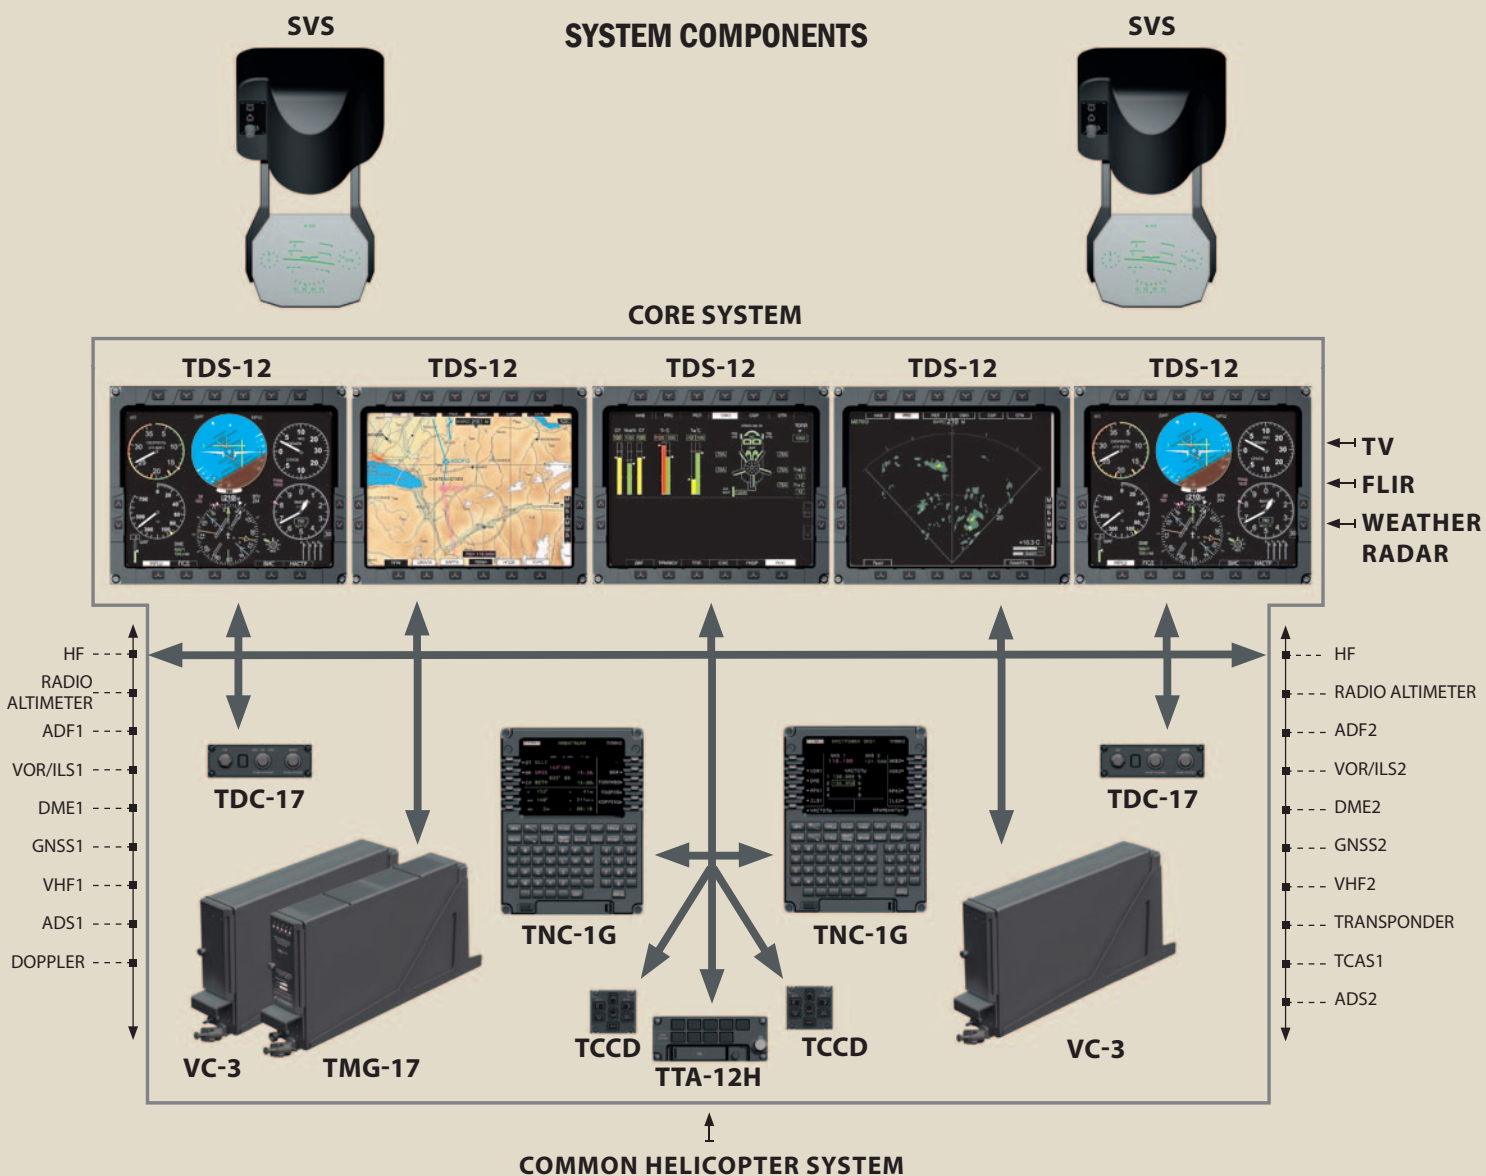 SVS
SYSTEM COMPONENTS
SVS
CORE SYSTEM
TDS-12
TDS-12
TDS-12
TDS-12
TDS-12
TV
FLIR
WEATHER
RADAR
HF
RADIO
ALTIMETER
ADF1
VOR/ILS1
DME1
GNSS1
VHF1
ADS1
DOPPLER
TDC-17
TNC-1G
TNC-1G
TDC-17
VC-3
TMG-17
TCCD
TTA-12H
TCCD
VC-3
HF
RADIO ALTIMETER
ADF2
VOR/ILS2
DME2
GNSS2
VHF2
TRANSPONDER
TCAS1
ADS2
COMMON HELICOPTER SYSTEM